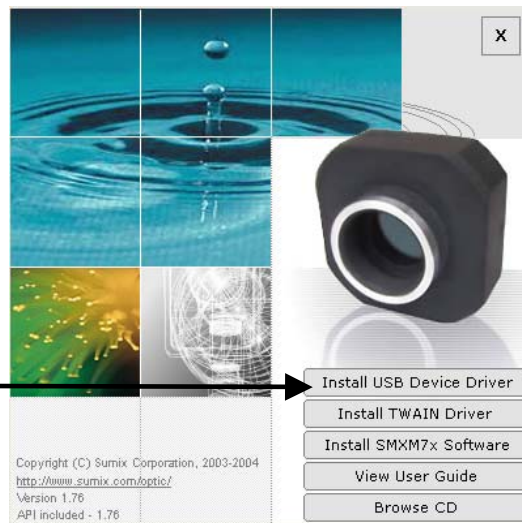 X
Install USB Device Driver
Install TWAIN Driver
Install SMXM7x Software
View User Guide
Browse CD
Copyright (C) Sumix Corporation, 2003-2004
http://www.sumix.com/optic/
Version 1.76
API included - 1.76